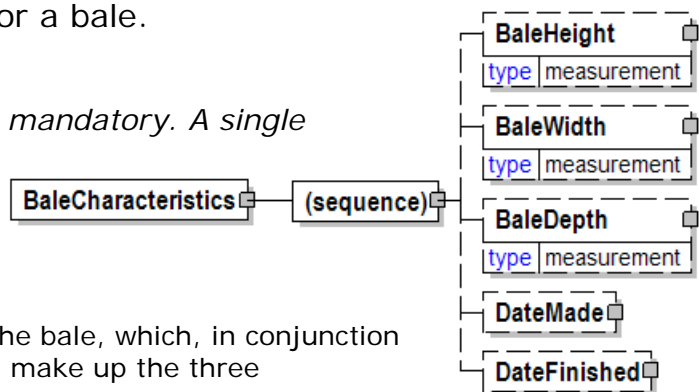 or a bale.
mandatory. A single
he bale, which, in conjunction
make up the three
BaleCharacteristics
(sequence)
BaleHeight
type measurement
BaleWidth
type measurement
BaleDepth
type measurement
DateMade
DateFinished